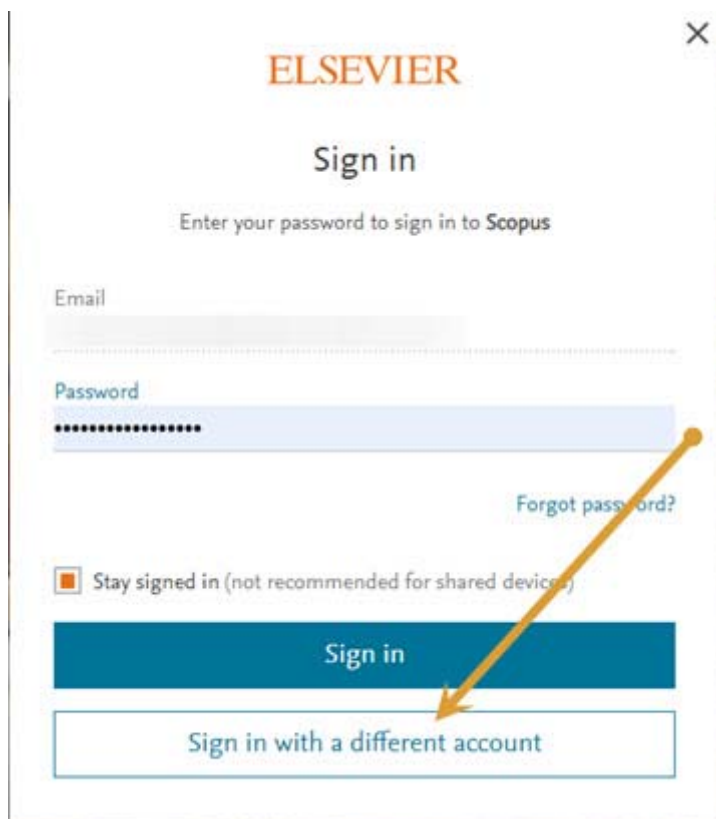 ELSEVIER
Sign in
Enter your password to sign in to Scopus
Email
Password
•••••••••••••••••
Forgot password?
Stay signed in (not recommended for shared devices)
Sign in
Sign in with a different account